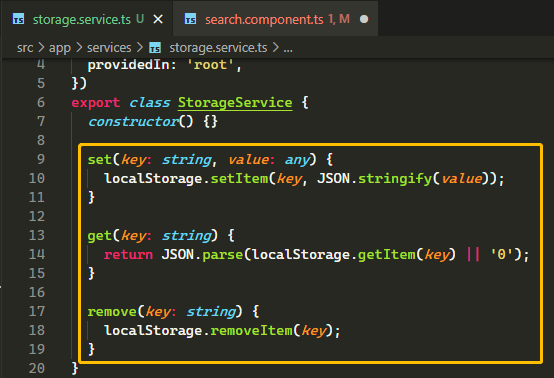 storage.service.ts U
search.component.ts 1, M
src > app > services > storage.service.ts > ...
4 providedIn: 'root',
5 })
6 export class StorageService {
7 constructor() {}
8
9 set(key: string, value: any) {
10 localStorage.setItem(key, JSON.stringify(value));
11 }
12
13 get(key: string) {
14 return JSON.parse(localStorage.getItem(key) || '0');
15 }
16
17 remove(key: string) {
18 localStorage.removeItem(key);
19 }
20 }